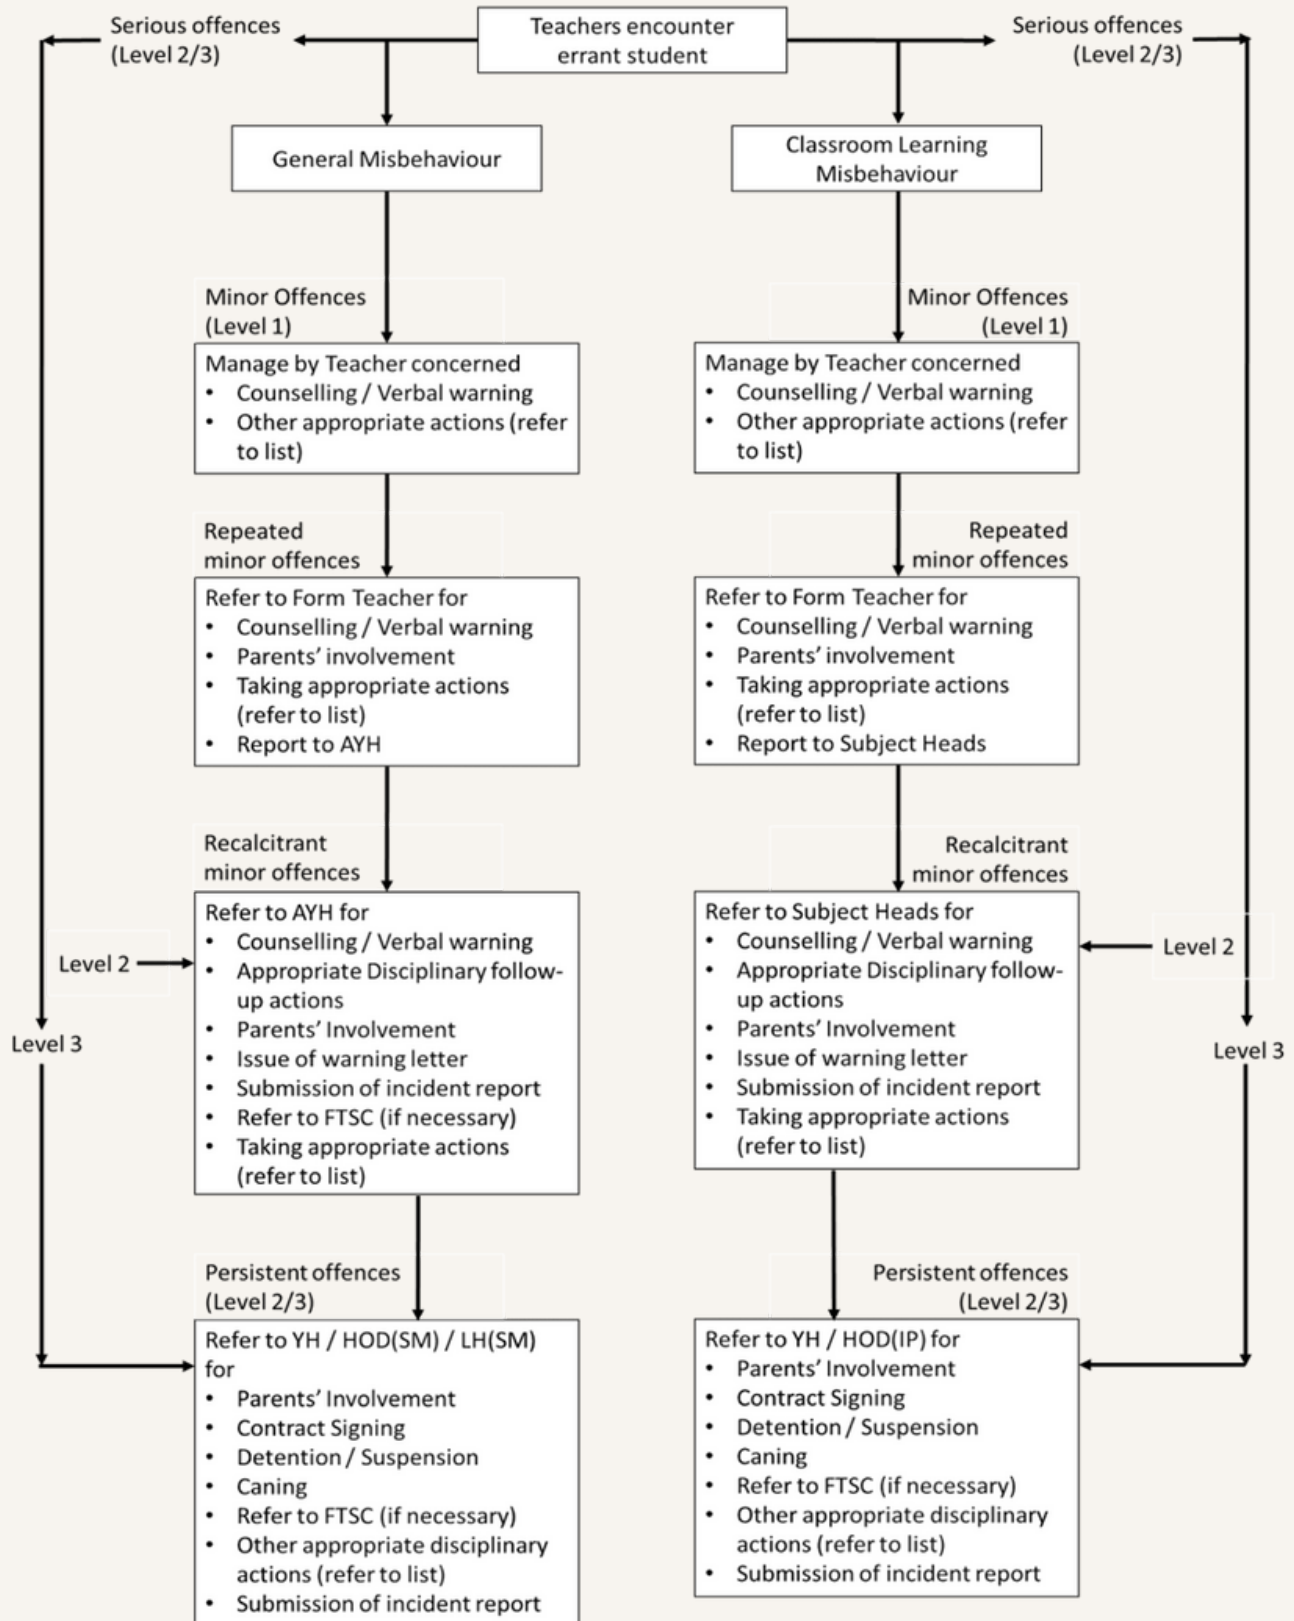 Teachers encounter
errant student
Serious offences
(Level 2/3)
Serious offences
(Level 2/3)
General Misbehaviour
Classroom Learning
Misbehaviour
Minor Offences
(Level 1)
Manage by Teacher concerned
• Counselling / Verbal warning
• Other appropriate actions (refer
to list)
Repeated
minor offences
Refer to Form Teacher for
• Counselling / Verbal warning
• Parents' involvement
• Taking appropriate actions
(refer to list)
• Report to AYH
Recalcitrant
minor offences
Level 2
Refer to AYH for
• Counselling / Verbal warning
• Appropriate Disciplinary follow-
up actions
• Parents' Involvement
• Issue of warning letter
• Submission of incident report
• Refer to FTSC (if necessary)
• Taking appropriate actions
(refer to list)
Level 3
Persistent offences
(Level 2/3)
Refer to YH / HOD(SM) / LH(SM)
for
• Parents' Involvement
• Contract Signing
• Detention / Suspension
• Caning
• Refer to FTSC (if necessary)
• Other appropriate disciplinary
actions (refer to list)
• Submission of incident report
Minor Offences
(Level 1)
Manage by Teacher concerned
• Counselling / Verbal warning
• Other appropriate actions (refer
to list)
Repeated
minor offences
Refer to Form Teacher for
• Counselling / Verbal warning
• Parents' involvement
• Taking appropriate actions
(refer to list)
• Report to Subject Heads
Recalcitrant
minor offences
Refer to Subject Heads for
• Counselling / Verbal warning
• Appropriate Disciplinary follow-
up actions
• Parents' Involvement
• Issue of warning letter
• Submission of incident report
• Taking appropriate actions
(refer to list)
Level 2
Level 3
Persistent offences
(Level 2/3)
Refer to YH / HOD(IP) for
• Parents' Involvement
• Contract Signing
• Detention / Suspension
• Caning
• Refer to FTSC (if necessary)
• Other appropriate disciplinary
actions (refer to list)
• Submission of incident report